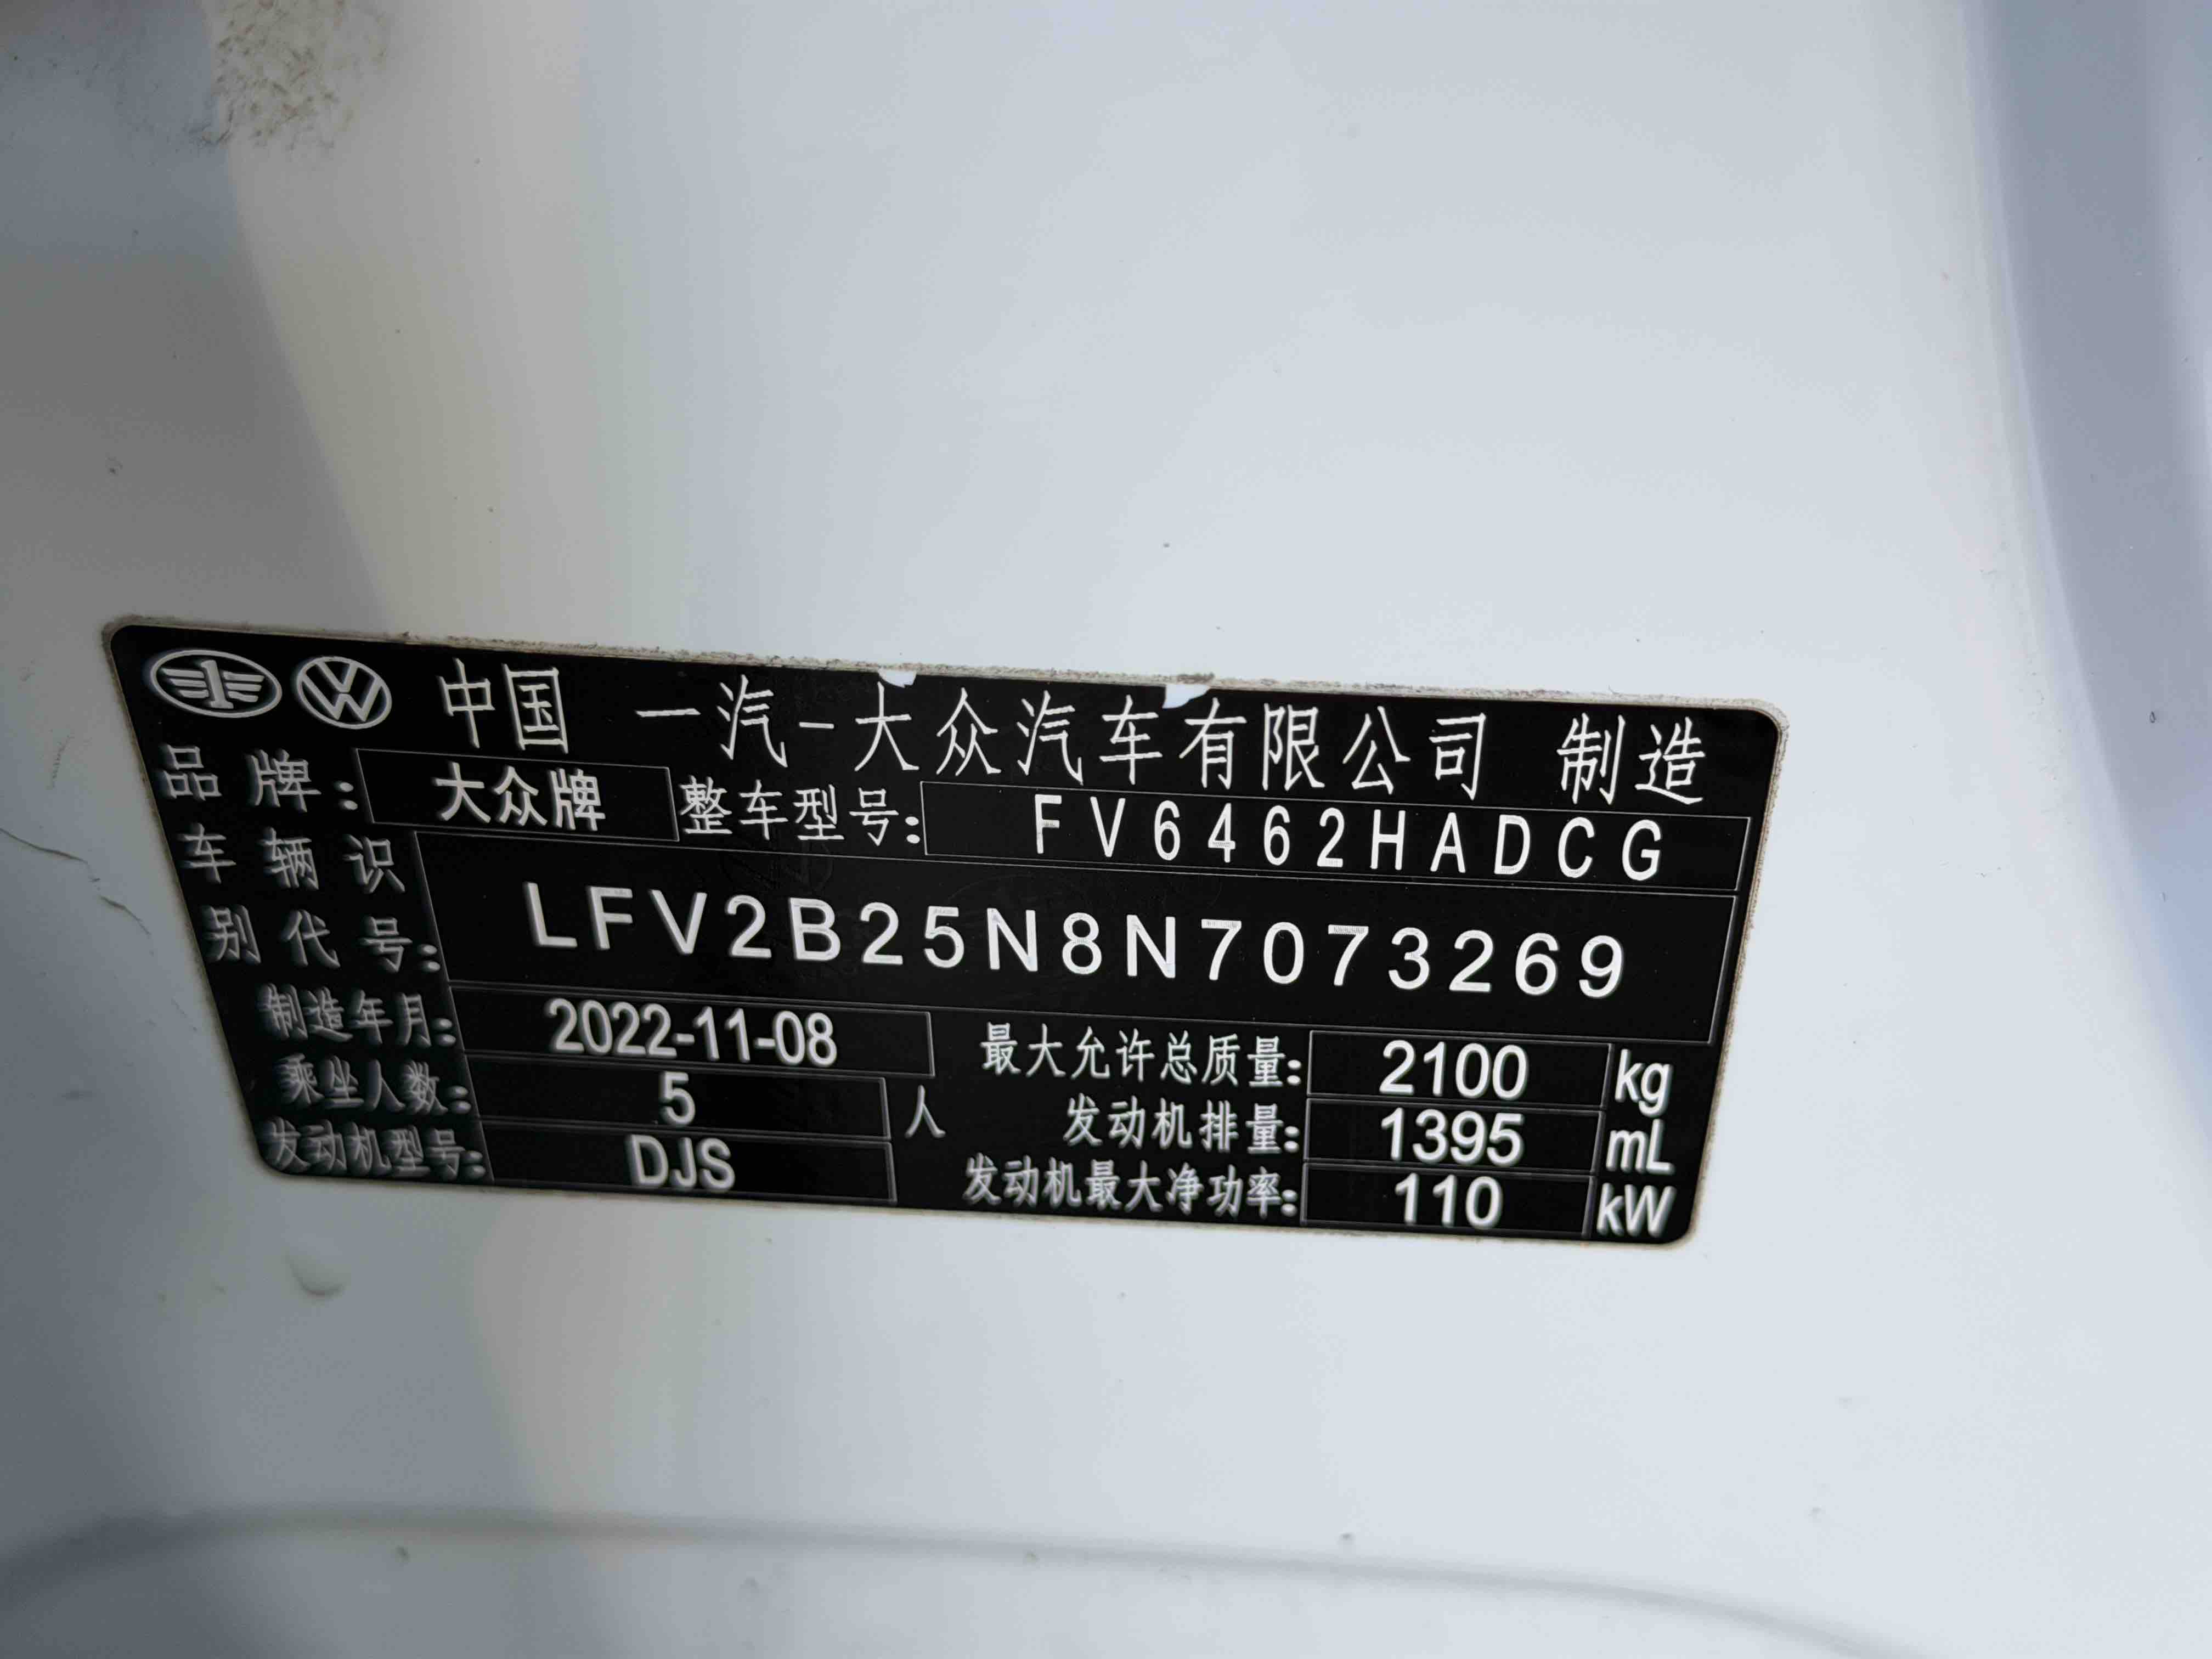 中国 一汽-大众汽车有限公司 制造
品牌: 大众牌 整车型号: FV6462HADCG
车辆识别代号: LFV2B25N8N7073269
制造年月: 2022-11-08 最大允许总质量: 2100 kg
乘坐人数: 5 人 发动机排量: 1395 mL
发动机型号: DJS 发动机最大净功率: 110 kW